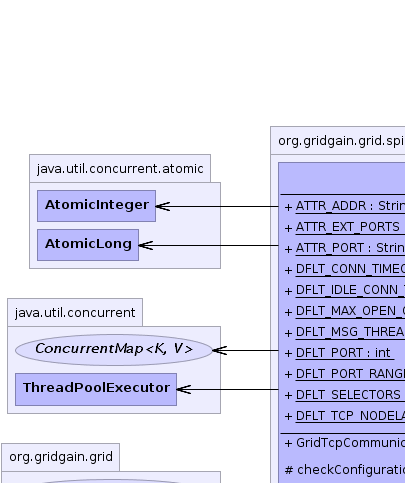 java.util.concurrent.atomic
AtomicInteger
AtomicLong
java.util.concurrent
ConcurrentMap<K, V>
ThreadPoolExecutor
org.gridgain.grid
org.gridgain.grid.spi
+ ATTR_ADDR : Strin
+ ATTR_EXT_PORTS
+ ATTR_PORT : Strin
+ DFLT_CONN_TIMEO
+ DFLT_IDLE_CONN_
+ DFLT_MAX_OPEN_
+ DFLT_MSG_THREA
+ DFLT_PORT : int
+ DFLT_PORT_RANG
+ DFLT_SELECTORS
+ DFLT_TCP_NODELA
+ GridTcpCommunic
# checkConfiguratio